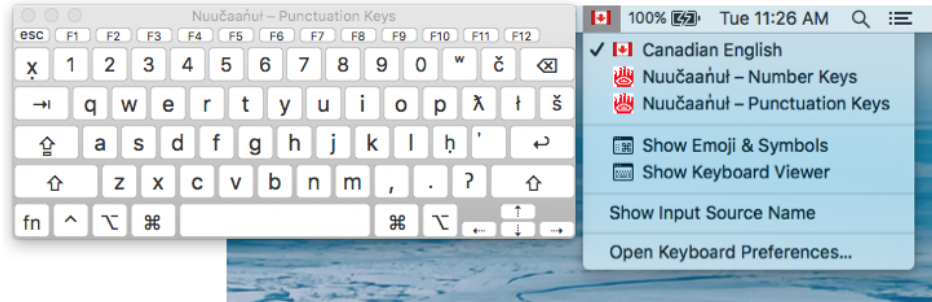 Nuučaan̓uł – Punctuation Keys
esc F1 F2 F3 F4 F5 F6 F7 F8 F9 F10 F11 F12
x̣ 1 2 3 4 5 6 7 8 9 0 ʷ č ⌫
⇥ q w e r t y u i o p ƛ ł š
⇪ a s d f g h j k l ḥ ̓ ↩
⇧ z x c v b n m , . ʔ ⇧
fn ^ ⌥ ⌘ ⌘ ⌥ ⇠ ⇡ ⇣ ⇢
100% Tue 11:26 AM
✓ Canadian English
Nuučaan̓uł – Number Keys
Nuučaan̓uł – Punctuation Keys
Show Emoji & Symbols
Show Keyboard Viewer
Show Input Source Name
Open Keyboard Preferences...